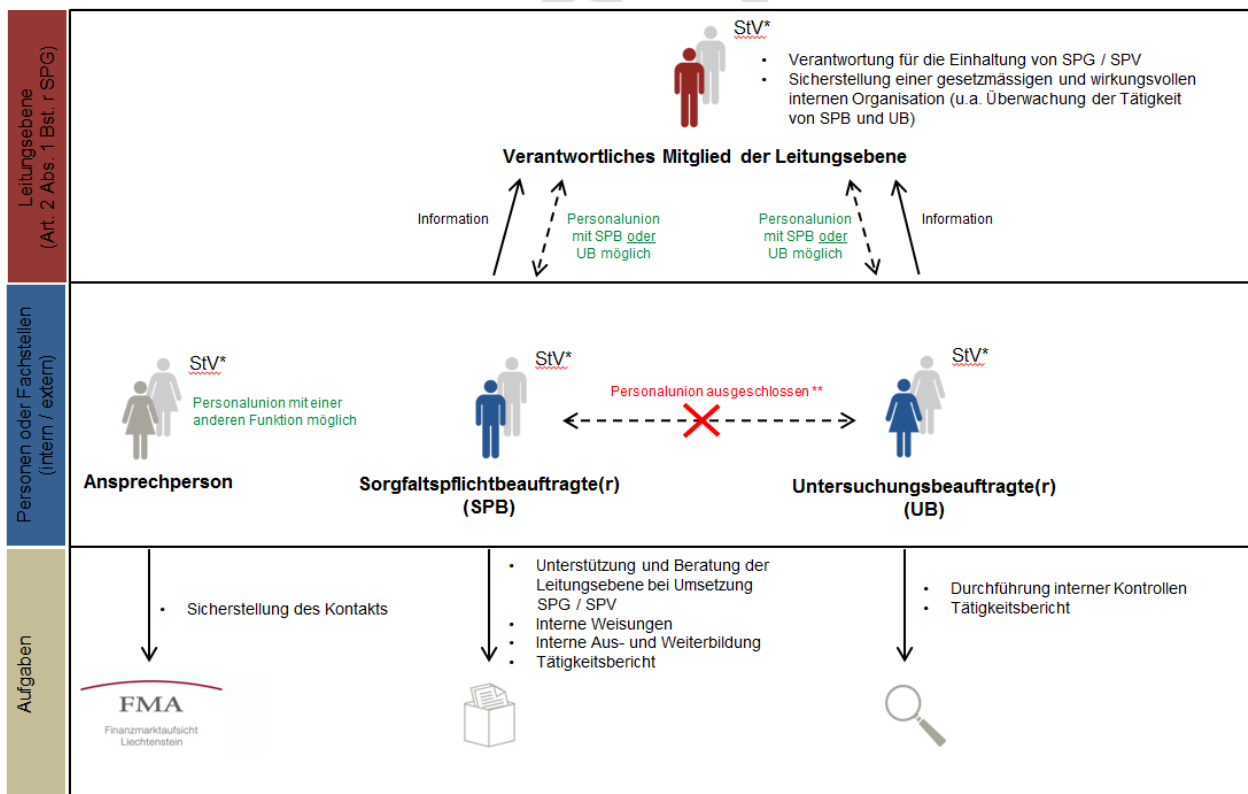 Leitungsebene
(Art. 2 Abs. 1 Bst. r SPG)
StV*
• Verantwortung für die Einhaltung von SPG / SPV
• Sicherstellung einer gesetzmässigen und wirkungsvollen
internen Organisation (u.a. Überwachung der Tätigkeit
von SPB und UB)
Verantwortliches Mitglied der Leitungsebene
Information
Personalunion
mit SPB oder
UB möglich
Personalunion
mit SPB oder
UB möglich
Information
Personen oder Fachstellen
(intern / extern)
StV*
Personalunion mit einer
anderen Funktion möglich
Ansprechperson
StV*
Sorgfaltspflichtbeauftragte(r)
(SPB)
Personalunion ausgeschlossen **
StV*
Untersuchungsbeauftragte(r)
(UB)
Aufgaben
• Sicherstellung des Kontakts
FMA
Finanzmarktaufsicht
Liechtenstein
• Unterstützung und Beratung der
Leitungsebene bei Umsetzung
SPG / SPV
• Interne Weisungen
• Interne Aus- und Weiterbildung
• Tätigkeitsbericht
• Durchführung interner Kontrollen
• Tätigkeitsbericht